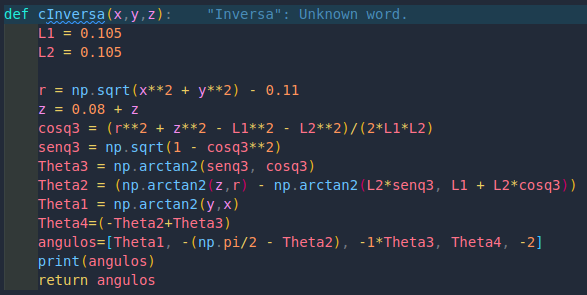 def cInversa(x,y,z):    "Inversa": Unknown word.
    L1 = 0.105
    L2 = 0.105

    r = np.sqrt(x**2 + y**2) - 0.11
    z = 0.08 + z
    cosq3 = (r**2 + z**2 - L1**2 - L2**2)/(2*L1*L2)
    senq3 = np.sqrt(1 - cosq3**2)
    Theta3 = np.arctan2(senq3, cosq3)
    Theta2 = (np.arctan2(z,r) - np.arctan2(L2*senq3, L1 + L2*cosq3))
    Theta1 = np.arctan2(y,x)
    Theta4=(-Theta2+Theta3)
    angulos=[Theta1, -(np.pi/2 - Theta2), -1*Theta3, Theta4, -2]
    print(angulos)
    return angulos